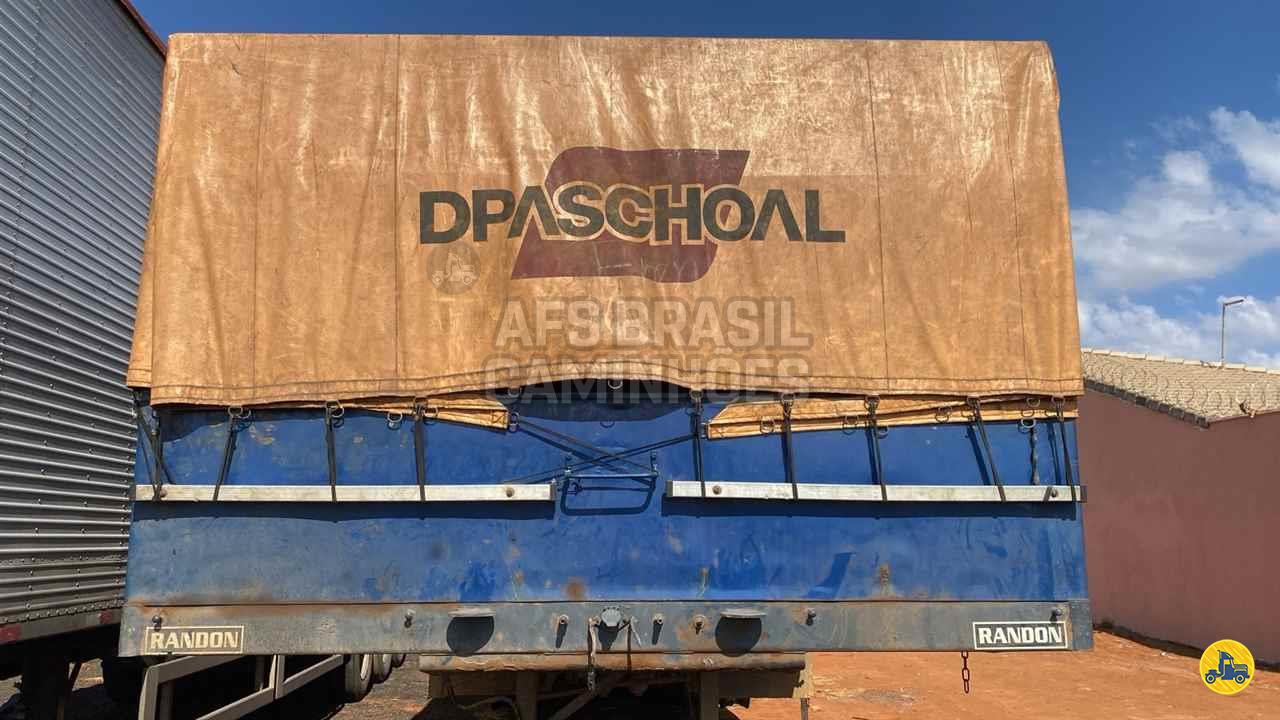 DPASCHOAL
AFS BRASIL
CAMINHÕES
RANDON
RANDON